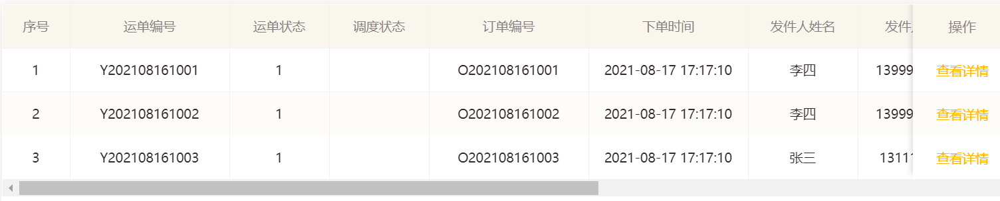 序号 运单编号 运单状态 调度状态 订单编号 下单时间 发件人姓名 发件 操作
1 Y202108161001 1 O202108161001 2021-08-17 17:17:10 李四 13999 查看详情
2 Y202108161002 1 O202108161002 2021-08-17 17:17:10 李四 13999 查看详情
3 Y202108161003 1 O202108161003 2021-08-17 17:17:10 张三 1311 查看详情